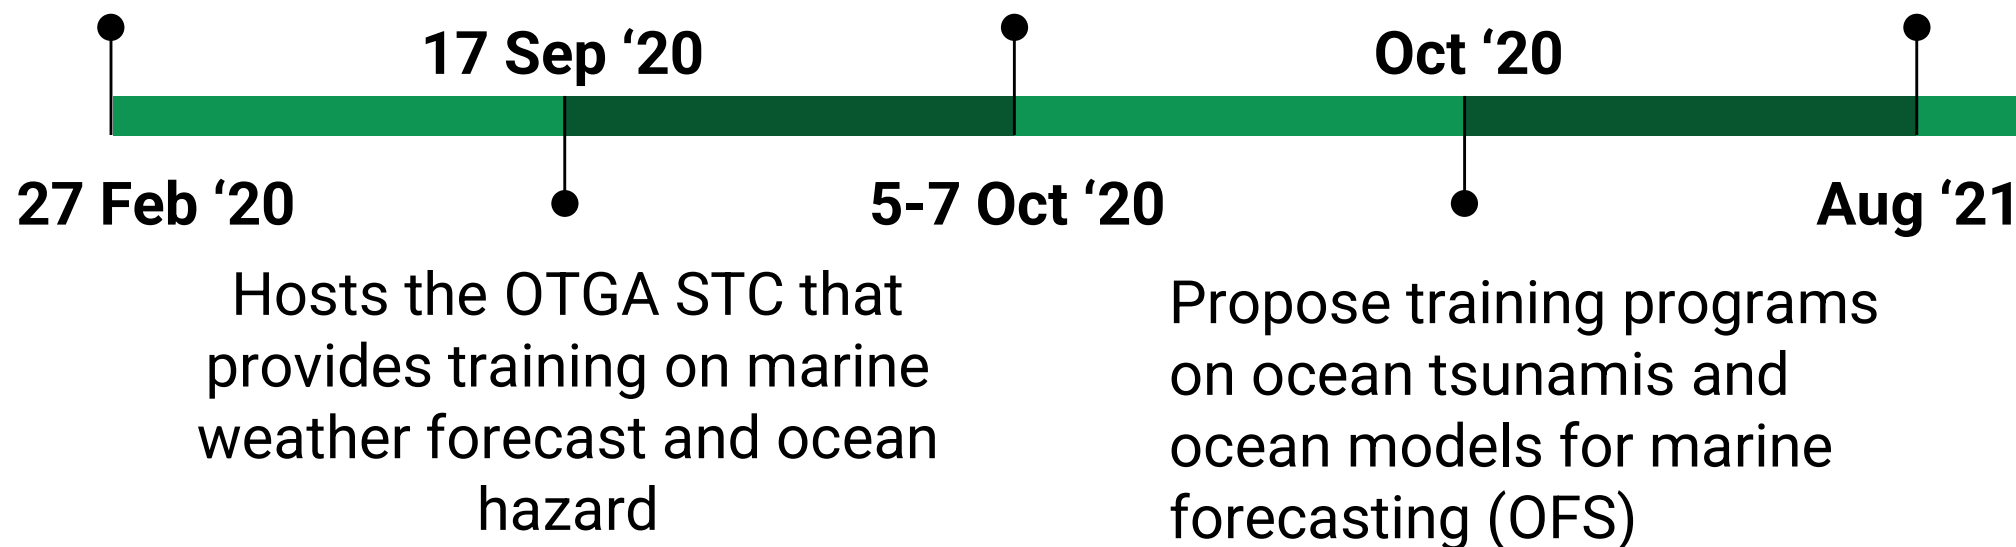 17 Sep ‘20
Oct ‘20
27 Feb ‘20
5-7 Oct ‘20
Aug ‘21
Hosts the OTGA STC that
provides training on marine
weather forecast and ocean
hazard
Propose training programs
on ocean tsunamis and
ocean models for marine
forecasting (OFS)